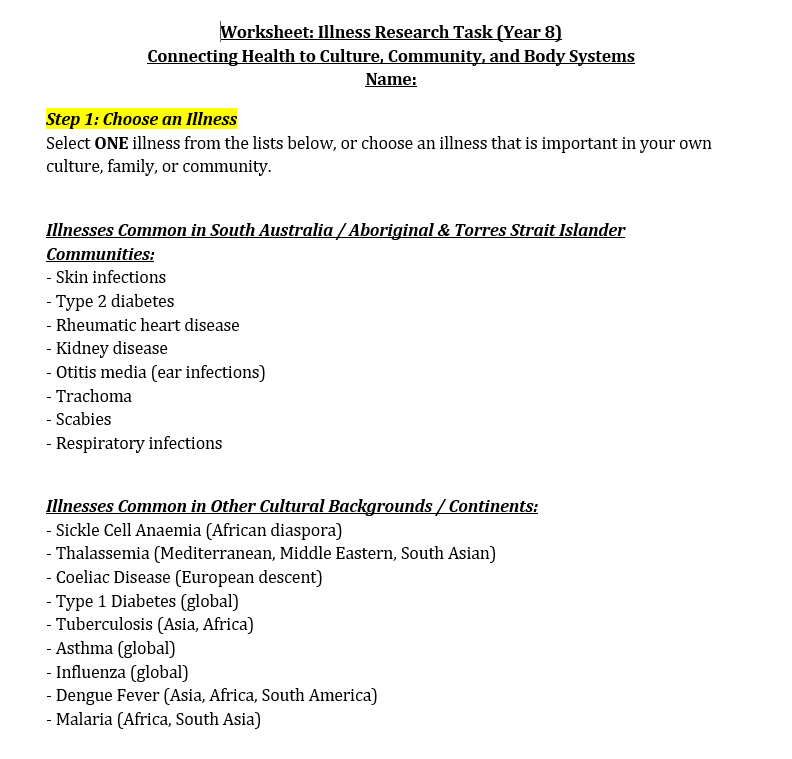 Worksheet: Illness Research Task (Year 8)
Connecting Health to Culture, Community, and Body Systems
Name:
Step 1: Choose an Illness
Select ONE illness from the lists below, or choose an illness that is important in your own
culture, family, or community.
Illnesses Common in South Australia / Aboriginal & Torres Strait Islander
Communities:
- Skin infections
- Type 2 diabetes
- Rheumatic heart disease
- Kidney disease
- Otitis media (ear infections)
- Trachoma
- Scabies
- Respiratory infections
Illnesses Common in Other Cultural Backgrounds / Continents:
- Sickle Cell Anaemia (African diaspora)
- Thalassemia (Mediterranean, Middle Eastern, South Asian)
- Coeliac Disease (European descent)
- Type 1 Diabetes (global)
- Tuberculosis (Asia, Africa)
- Asthma (global)
- Influenza (global)
- Dengue Fever (Asia, Africa, South America)
- Malaria (Africa, South Asia)